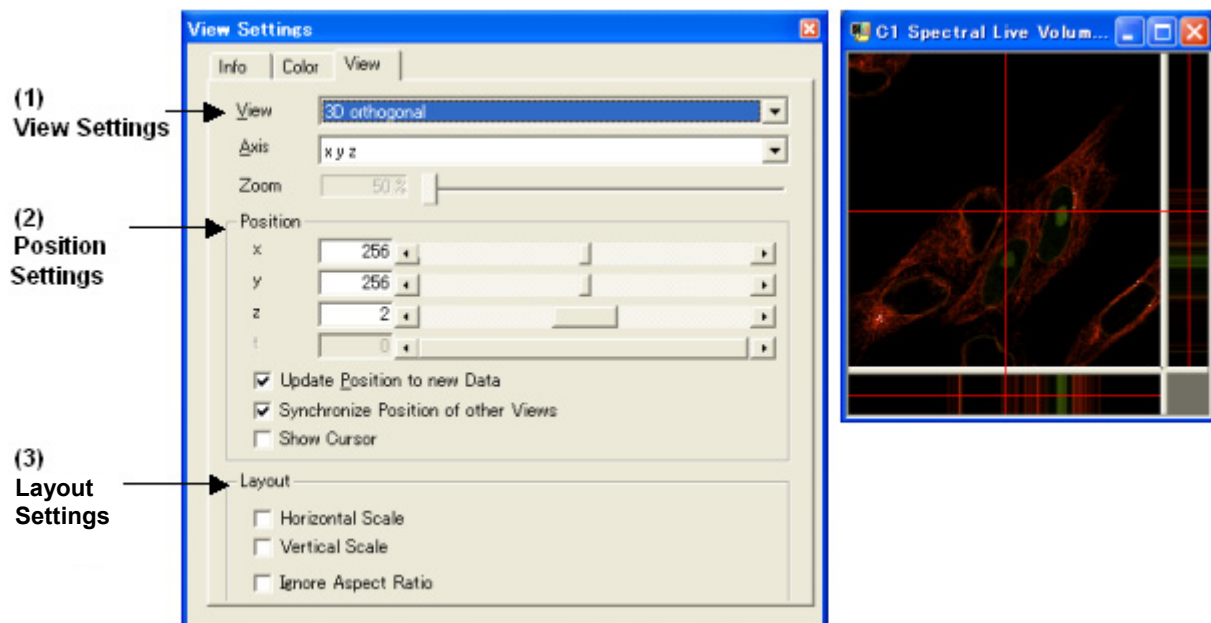 View Settings
Info Color View
(1)
View Settings
View 3D orthogonal
Axis x y z
Zoom 50 %
(2)
Position
Settings
Position
x 256
y 256
z 2
t 0
Update Position to new Data
Synchronize Position of other Views
Show Cursor
(3)
Layout
Settings
Layout
Horizontal Scale
Vertical Scale
Ignore Aspect Ratio
C1 Spectral Live Volum...